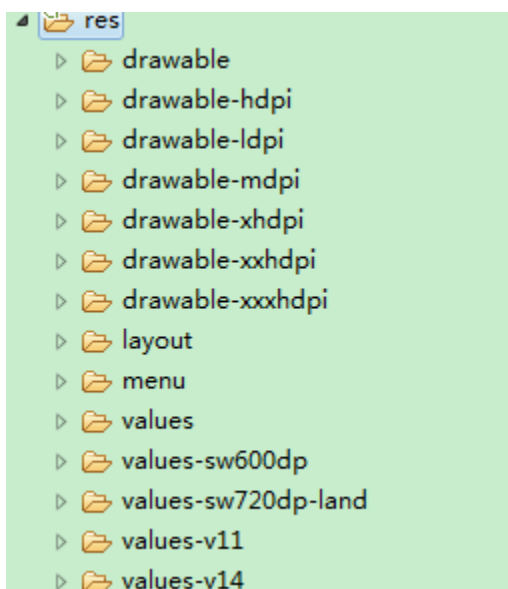 res
drawable
drawable-hdpi
drawable-ldpi
drawable-mdpi
drawable-xhdpi
drawable-xxhdpi
drawable-xxxhdpi
layout
menu
values
values-sw600dp
values-sw720dp-land
values-v11
values-v14